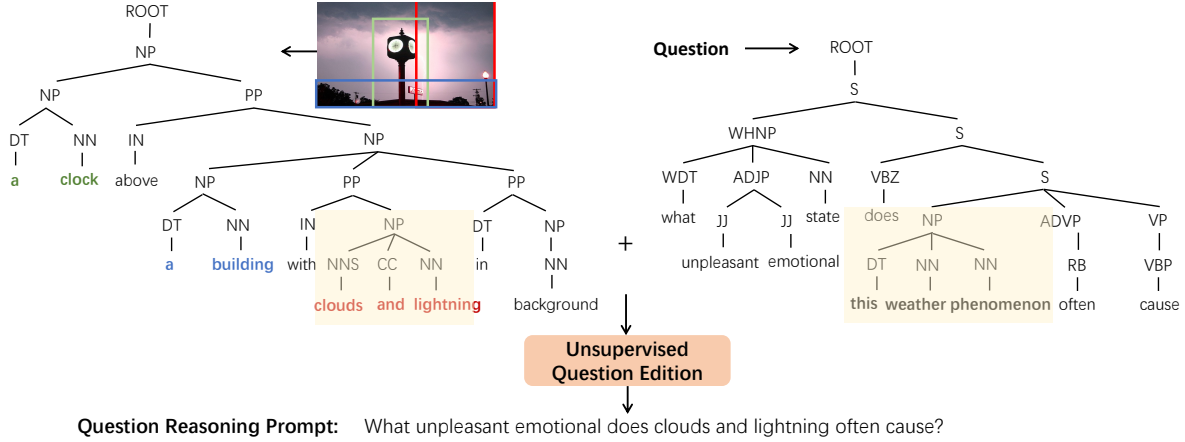 ROOT
NP
NP PP
DT NN IN NP
a clock above
NP PP PP
DT NN IN NP DT NP
a building with NNS CC NN in NN
clouds and lightning background
Question ROOT
S
WHNP S
WDT ADJP NN VBZ S
what JJ JJ state does NP ADVP VP
unpleasant emotional DT NN NN RB VBP
this weather phenomenon often cause
+
Unsupervised
Question Edition
Question Reasoning Prompt: What unpleasant emotional does clouds and lightning often cause?